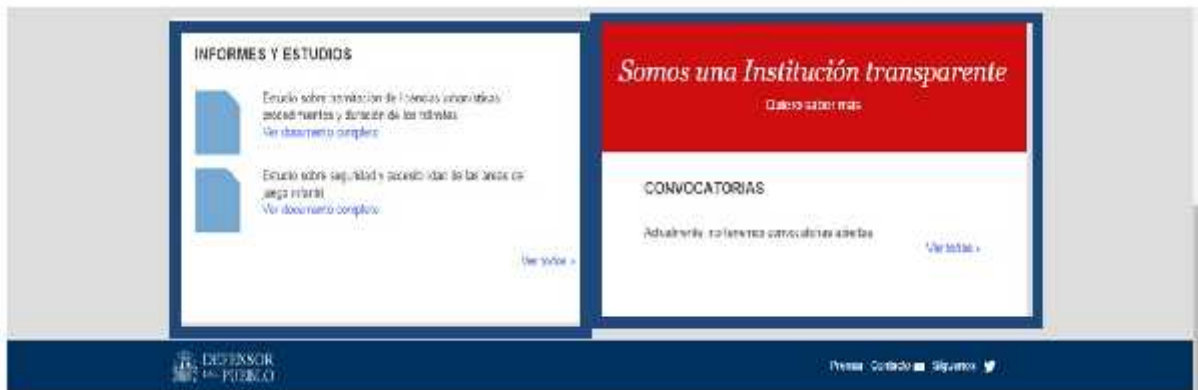 INFORMES Y ESTUDIOS
Estudio sobre tramitación de licencias urbanísticas:
procedimientos y duración de los trámites
Ver documento completo
Estudio sobre seguridad y accesibilidad de las áreas de
juego infantil
Ver documento completo
Ver todos »
Somos una Institución transparente
Quiero saber más
CONVOCATORIAS
Actualmente, no tenemos convocatorias abiertas
Ver todas »
DEFENSOR
DEL PUEBLO
Prensa Contacto Síguenos